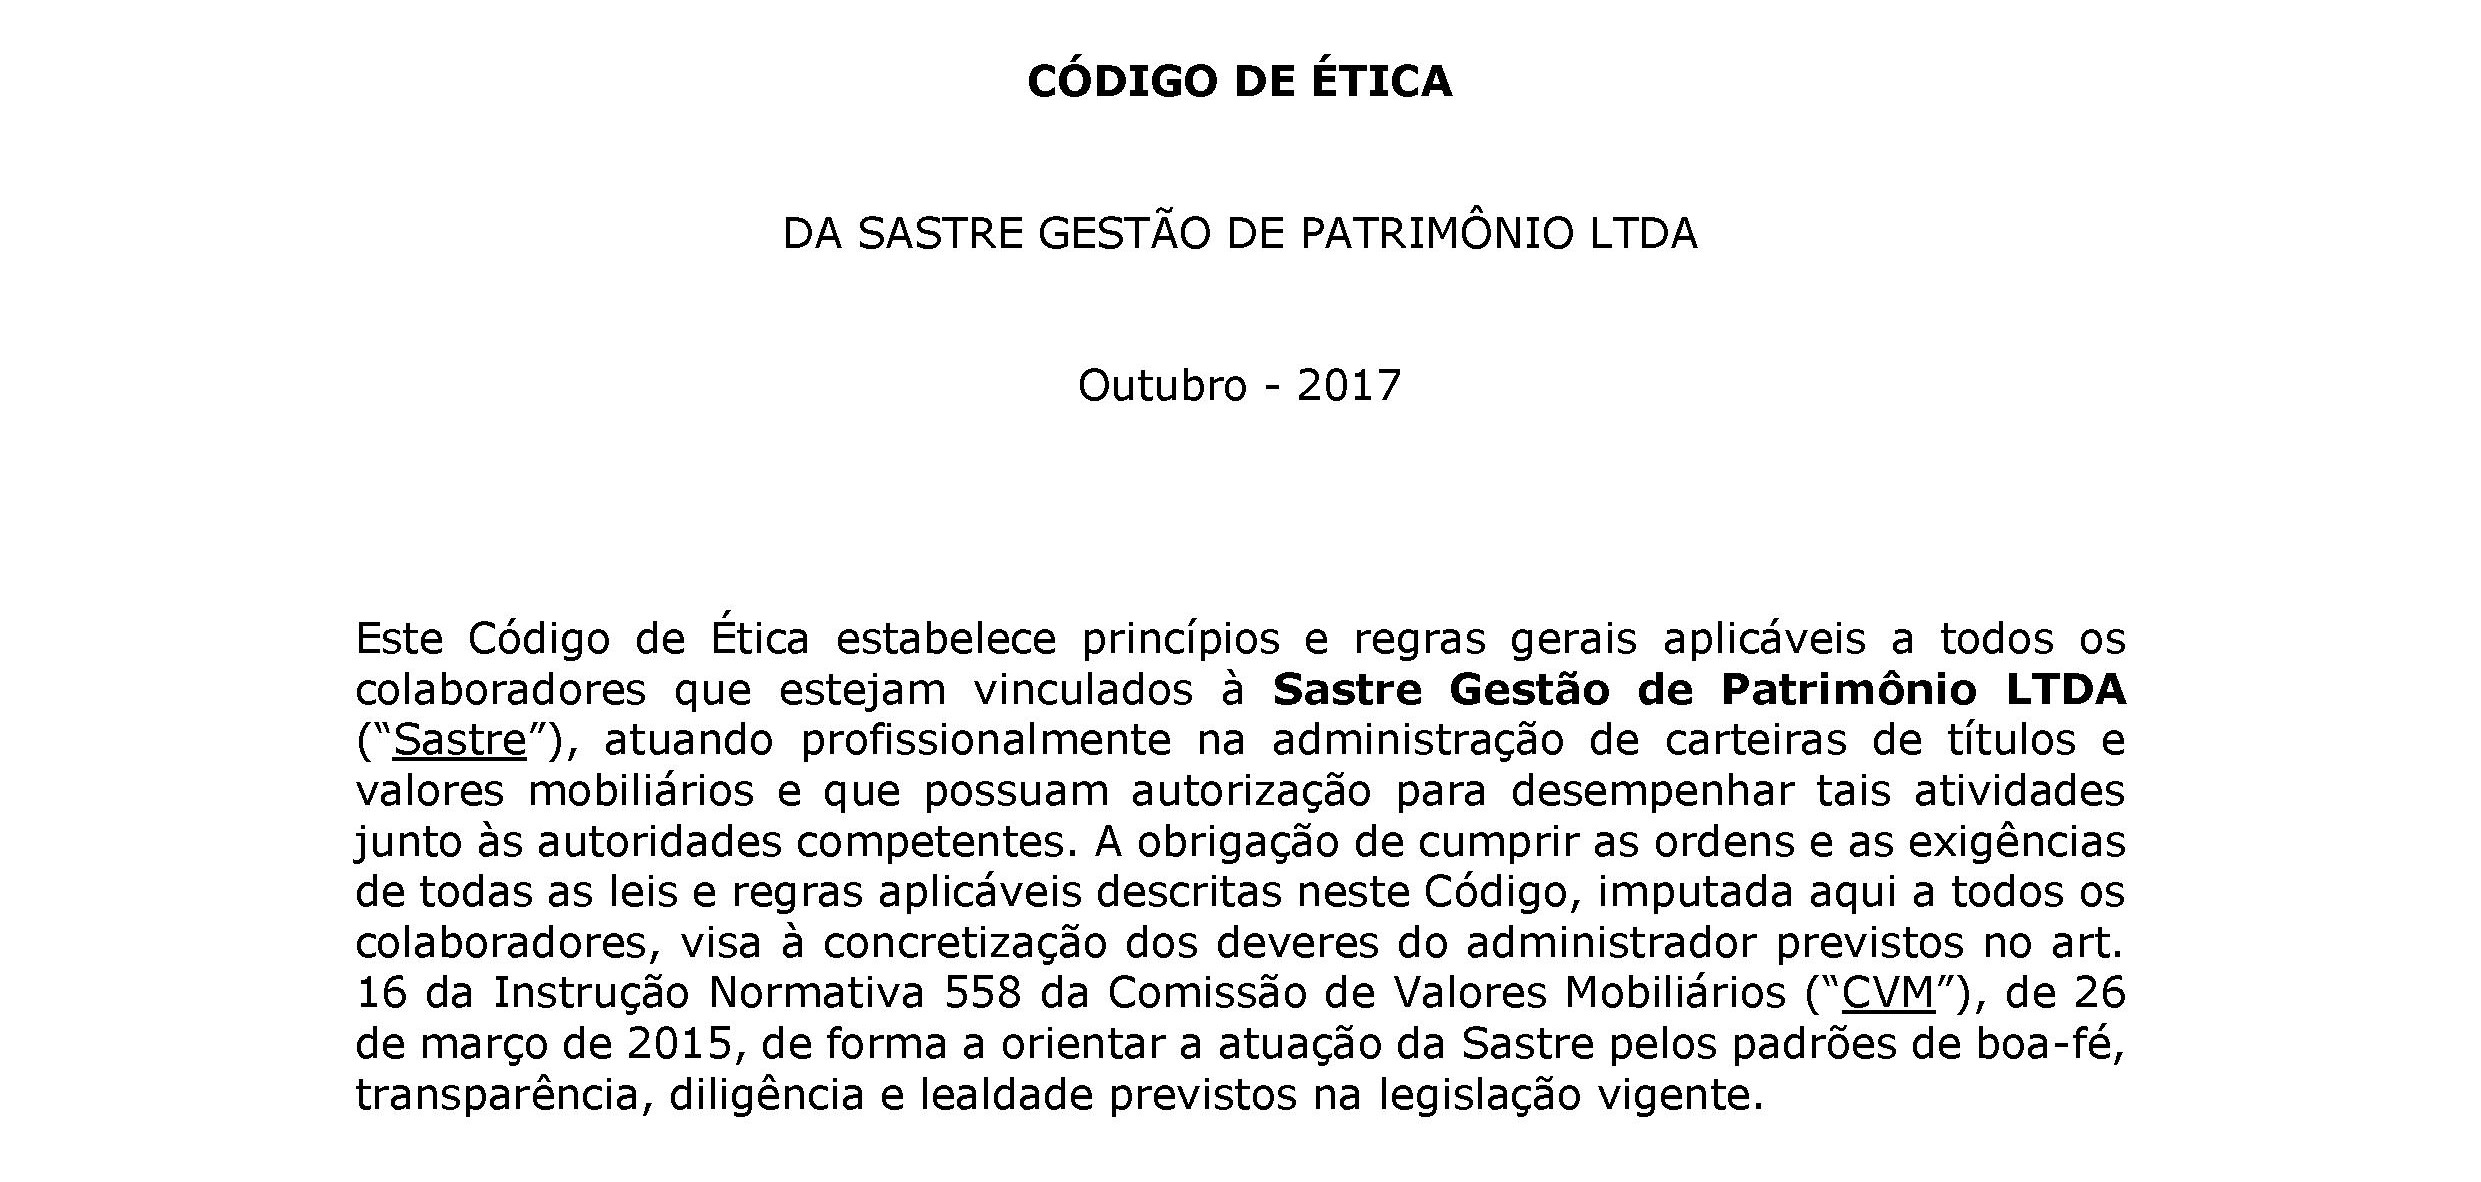 CÓDIGO DE ÉTICA
DA SASTRE GESTÃO DE PATRIMÔNIO LTDA
Outubro - 2017
Este Código de Ética estabelece princípios e regras gerais aplicáveis a todos os
colaboradores que estejam vinculados à Sastre Gestão de Patrimônio LTDA
(“Sastre”), atuando profissionalmente na administração de carteiras de títulos e
valores mobiliários e que possuam autorização para desempenhar tais atividades
junto às autoridades competentes. A obrigação de cumprir as ordens e as exigências
de todas as leis e regras aplicáveis descritas neste Código, imputada aqui a todos os
colaboradores, visa à concretização dos deveres do administrador previstos no art.
16 da Instrução Normativa 558 da Comissão de Valores Mobiliários (“CVM”), de 26
de março de 2015, de forma a orientar a atuação da Sastre pelos padrões de boa-fé,
transparência, diligência e lealdade previstos na legislação vigente.